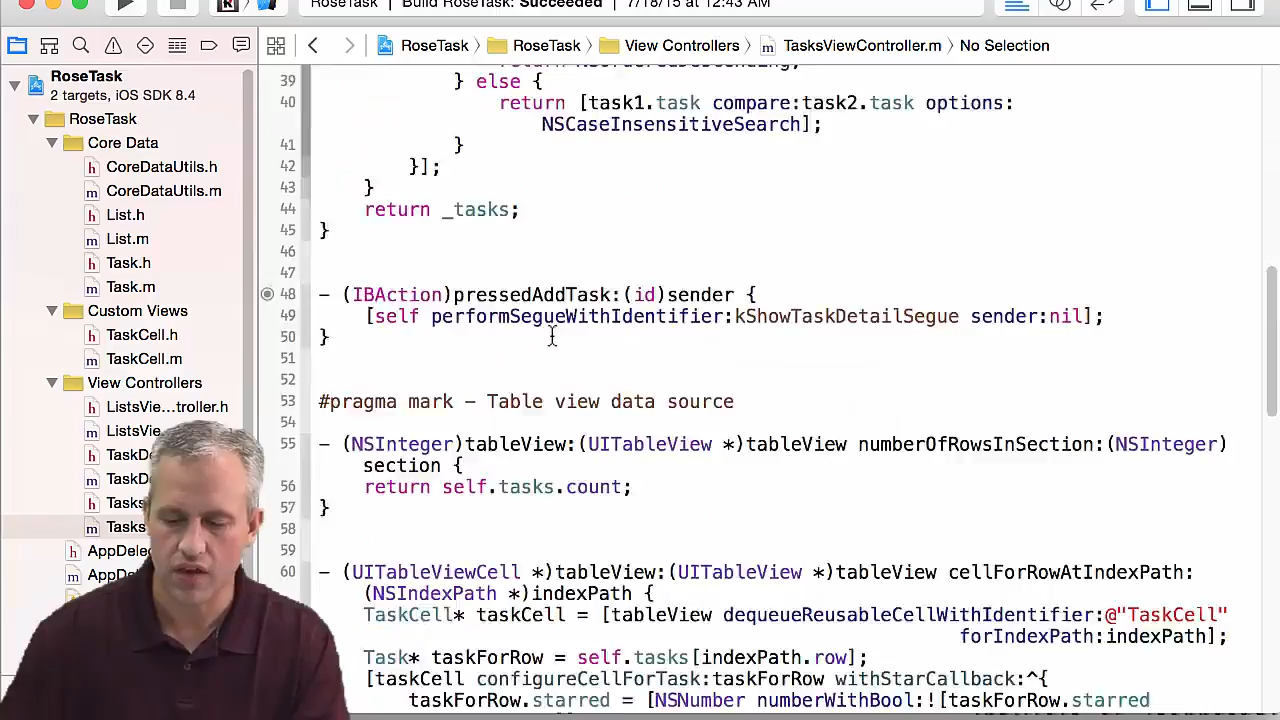 RoseTask | Build RoseTask: Succeeded | 7/18/15 at 12:43 AM
RoseTask RoseTask View Controllers TasksViewController.m No Selection
RoseTask
2 targets, iOS SDK 8.4
RoseTask
Core Data
h CoreDataUtils.h
m CoreDataUtils.m
h List.h
m List.m
h Task.h
m Task.m
Custom Views
h TaskCell.h
m TaskCell.m
View Controllers
h ListsVie...troller.h
m ListsVie
h TaskD
m TaskD
h Tasks
m Tasks
h AppDele
m AppDe
39 } else {
40 return [task1.task compare:task2.task options:
NSCaseInsensitiveSearch];
41 }
42 }];
43 }
44 return _tasks;
45 }
46
47
48 - (IBAction)pressedAddTask:(id)sender {
49 [self performSegueWithIdentifier:kShowTaskDetailSegue sender:nil];
50 }
51
52
53 #pragma mark - Table view data source
54
55 - (NSInteger)tableView:(UITableView *)tableView numberOfRowsInSection:(NSInteger)
section {
56 return self.tasks.count;
57 }
58
59
60 - (UITableViewCell *)tableView:(UITableView *)tableView cellForRowAtIndexPath:
(NSIndexPath *)indexPath {
TaskCell* taskCell = [tableView dequeueReusableCellWithIdentifier:@"TaskCell"
forIndexPath:indexPath];
Task* taskForRow = self.tasks[indexPath.row];
[taskCell configureCellForTask:taskForRow withStarCallback:^{
taskForRow.starred = [NSNumber numberWithBool:![taskForRow.starred